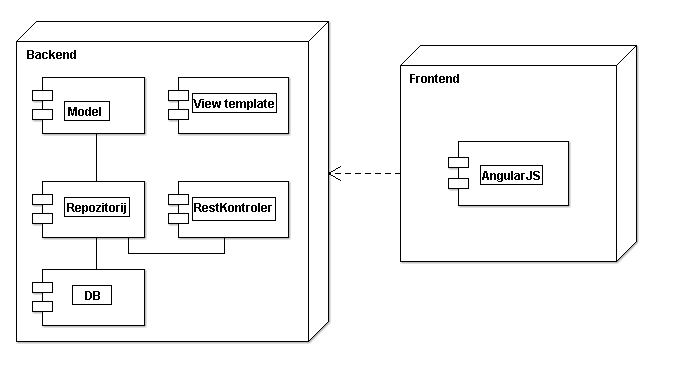 Backend
Model
View template
Repozitorij
RestKontroler
DB
Frontend
AngularJS